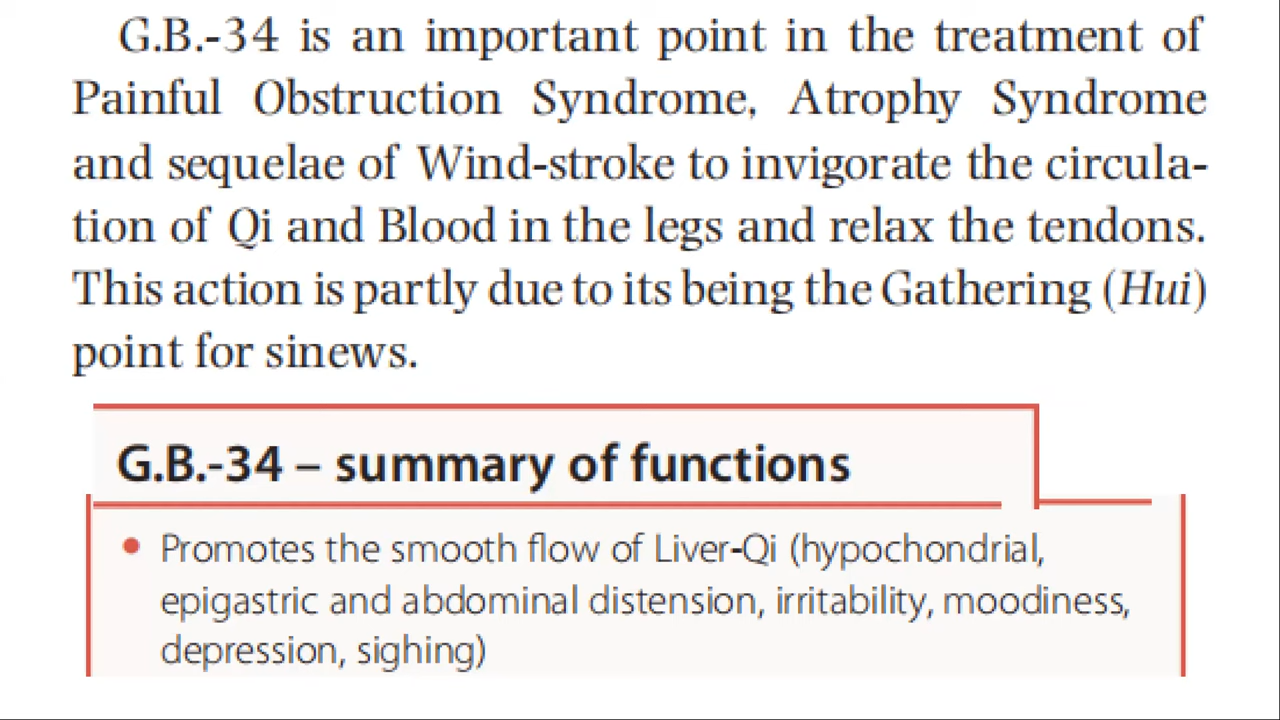 G.B.-34 is an important point in the treatment of
Painful Obstruction Syndrome, Atrophy Syndrome
and sequelae of Wind-stroke to invigorate the circula-
tion of Qi and Blood in the legs and relax the tendons.
This action is partly due to its being the Gathering (Hui)
point for sinews.
G.B.-34 – summary of functions
• Promotes the smooth flow of Liver-Qi (hypochondrial,
epigastric and abdominal distension, irritability, moodiness,
depression, sighing)